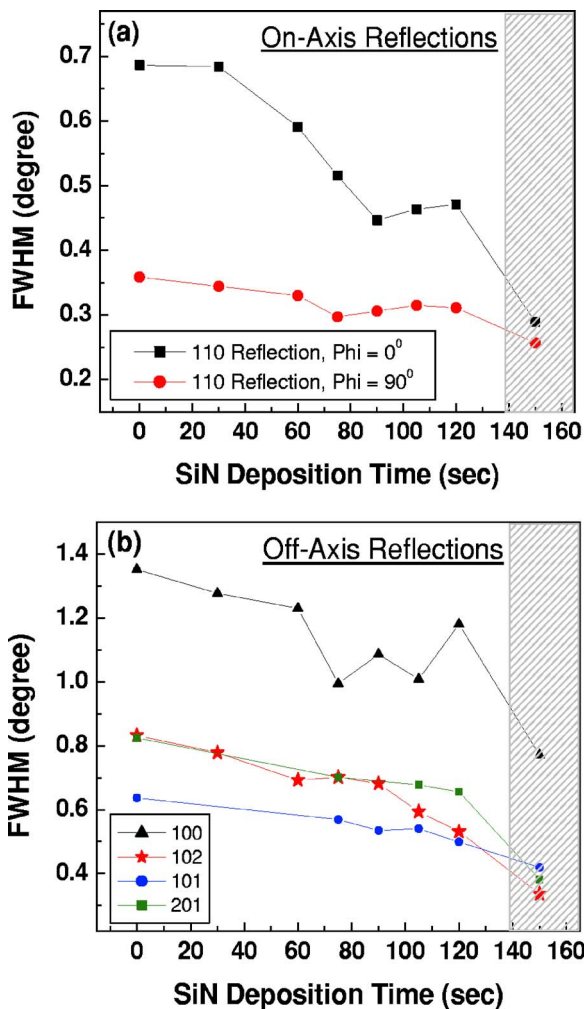 (a) On-Axis Reflections
0.7
0.6
0.5
0.4
0.3
0.2
FWHM (degree)
110 Reflection, Phi = 0⁰
110 Reflection, Phi = 90⁰
0 20 40 60 80 100 120 140 160
SiN Deposition Time (sec)
(b) Off-Axis Reflections
1.4
1.2
1.0
0.8
0.6
0.4
FWHM (degree)
100
102
101
201
0 20 40 60 80 100 120 140 160
SiN Deposition Time (sec)